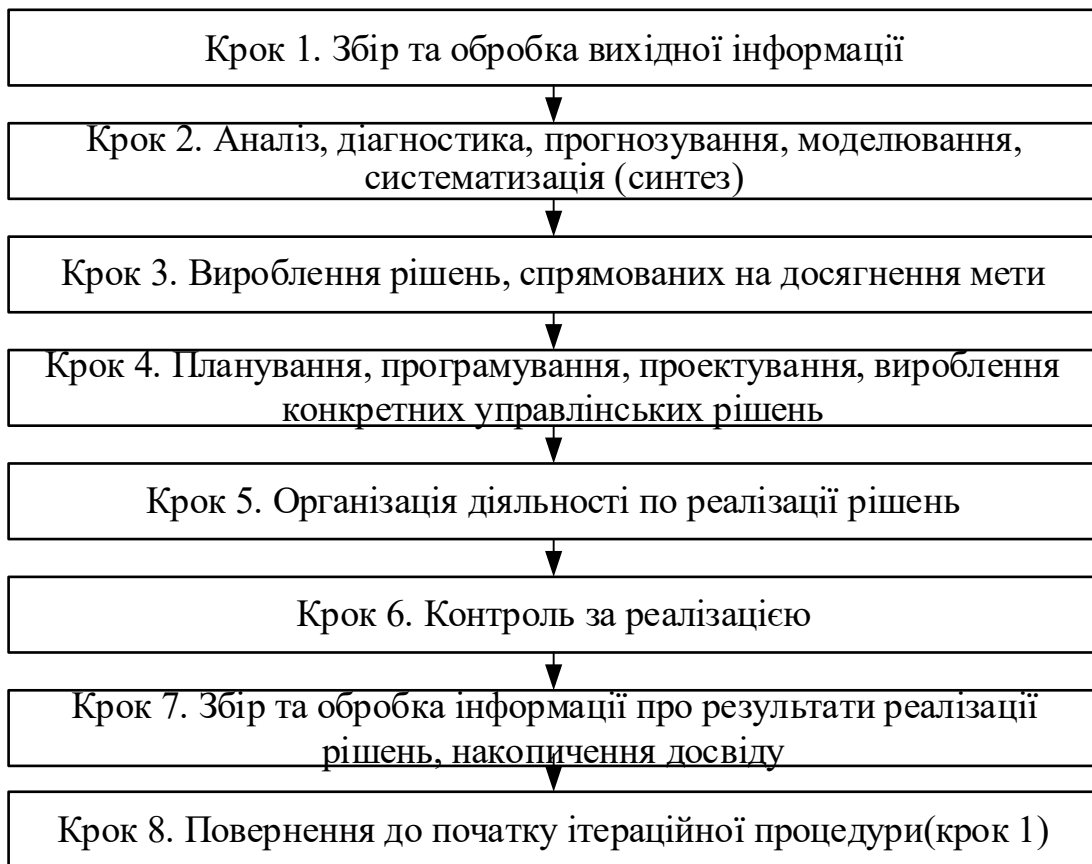 Крок 1. Збір та обробка вихідної інформації
Крок 2. Аналіз, діагностика, прогнозування, моделювання,
систематизація (синтез)
Крок 3. Вироблення рішень, спрямованих на досягнення мети
Крок 4. Планування, програмування, проектування, вироблення
конкретних управлінських рішень
Крок 5. Організація діяльності по реалізації рішень
Крок 6. Контроль за реалізацією
Крок 7. Збір та обробка інформації про результати реалізації
рішень, накопичення досвіду
Крок 8. Повернення до початку ітераційної процедури(крок 1)